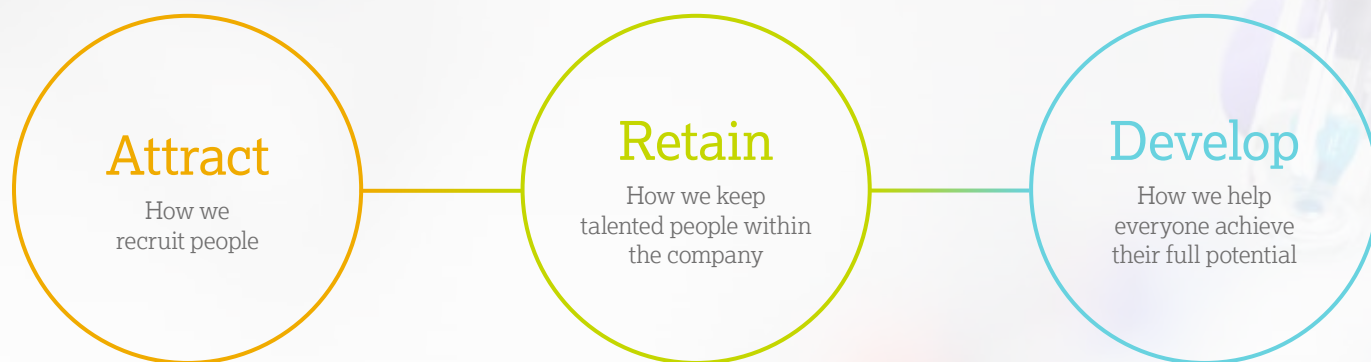 Attract
How we
recruit people
Retain
How we keep
talented people within
the company
Develop
How we help
everyone achieve
their full potential